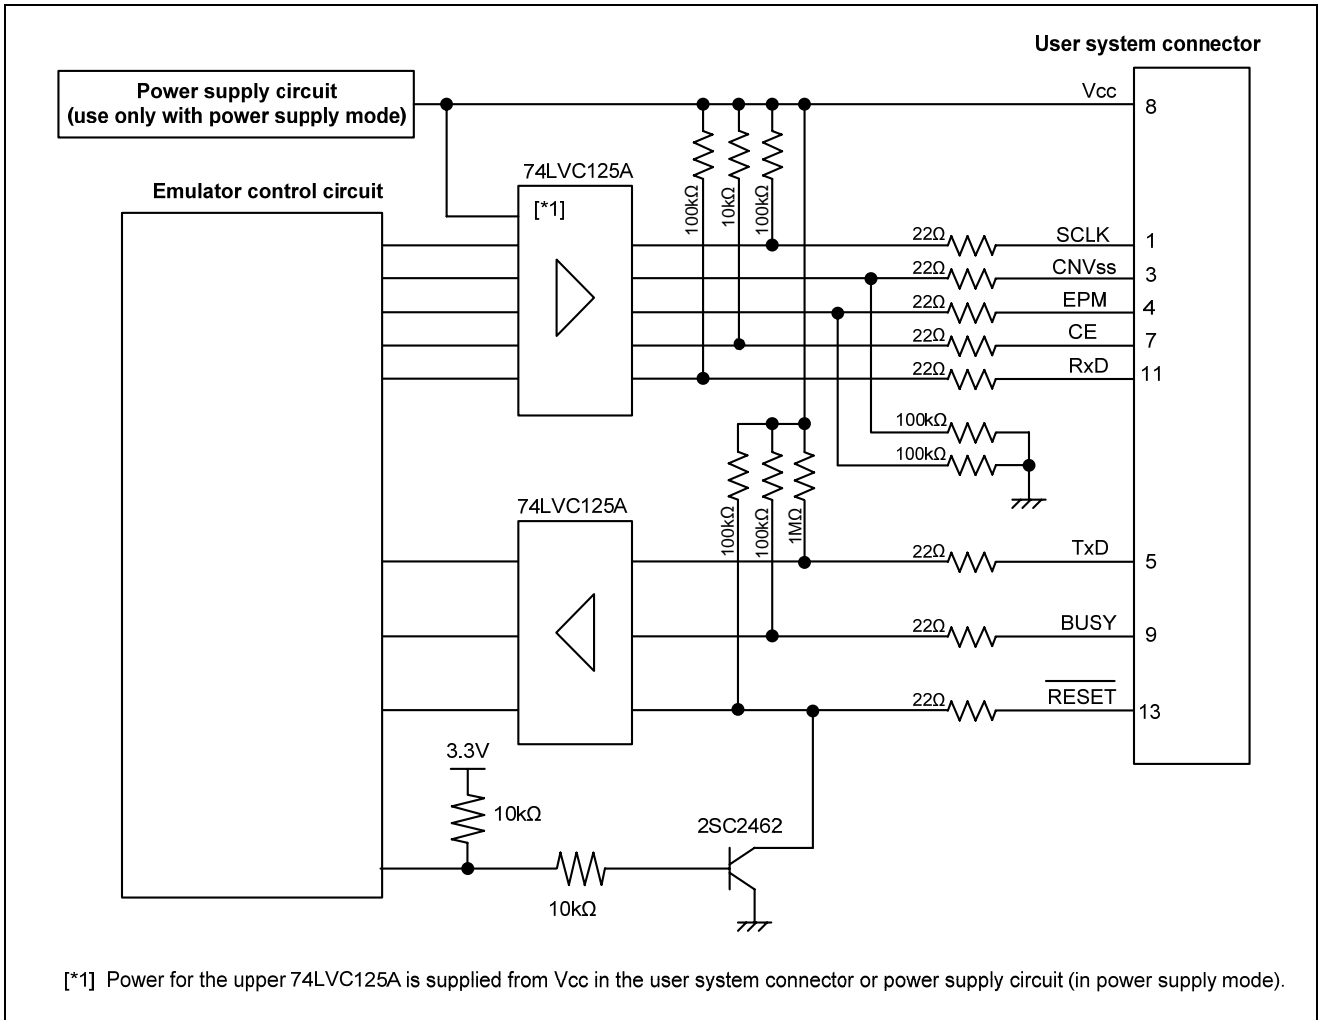 User system connector
Power supply circuit
(use only with power supply mode)
Vcc
8
74LVC125A
Emulator control circuit
[*1]
100kΩ
10kΩ
100kΩ
22Ω
SCLK
1
22Ω
CNVss
3
22Ω
EPM
4
22Ω
CE
7
22Ω
RxD
11
100kΩ
100kΩ
74LVC125A
100kΩ
100kΩ
1MΩ
22Ω
TxD
5
22Ω
BUSY
9
22Ω
RESET
13
3.3V
10kΩ
2SC2462
10kΩ
[*1] Power for the upper 74LVC125A is supplied from Vcc in the user system connector or power supply circuit (in power supply mode).